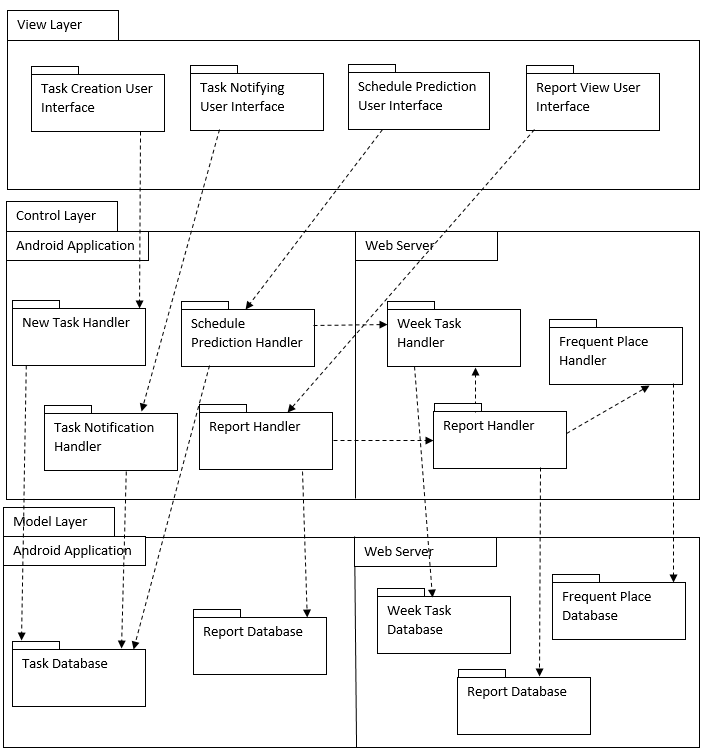 View Layer
Task Creation User
Interface
Task Notifying
User Interface
Schedule Prediction
User Interface
Report View User
Interface
Control Layer
Android Application
Web Server
New Task Handler
Schedule
Prediction Handler
Week Task
Handler
Frequent Place
Handler
Task Notification
Handler
Report Handler
Report Handler
Model Layer
Android Application
Web Server
Task Database
Report Database
Week Task
Database
Frequent Place
Database
Report Database